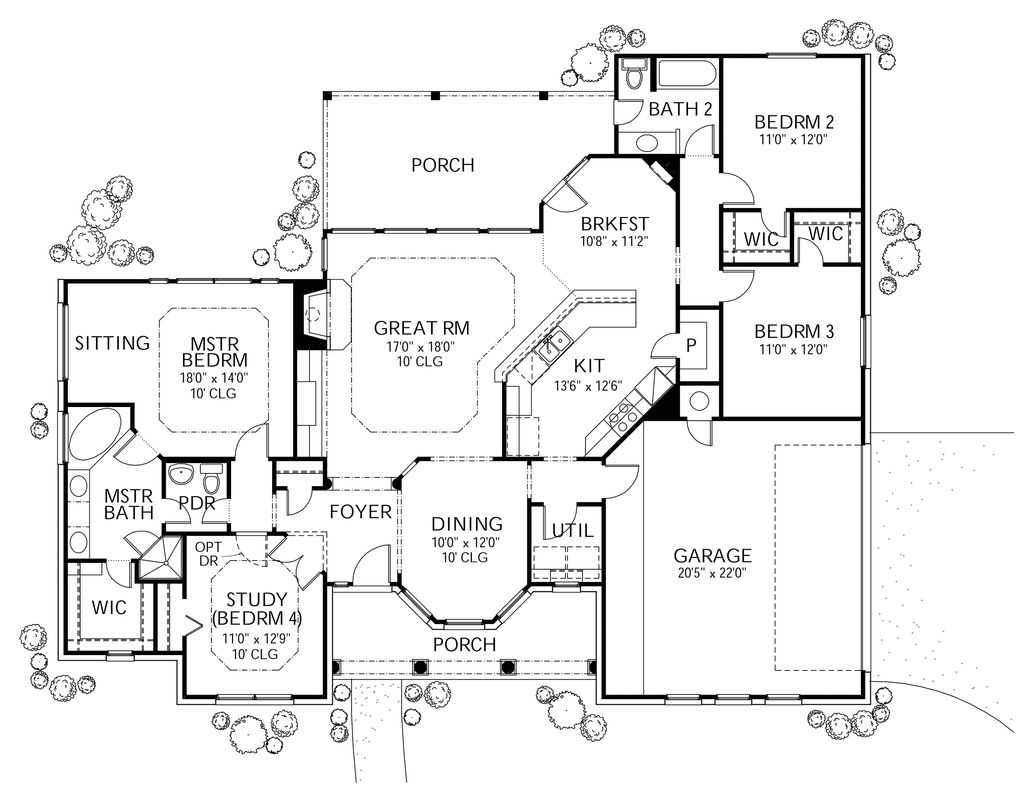 BATH 2
BEDRM 2
11'0" x 12'0"
PORCH
BRKFST
10'8" x 11'2"
WIC
WIC
SITTING
MSTR
BEDRM
18'0" x 14'0"
10' CLG
GREAT RM
17'0" x 18'0"
10' CLG
KIT
13'6" x 12'6"
P
BEDRM 3
11'0" x 12'0"
MSTR
BATH
PDR
FOYER
DINING
10'0" x 12'0"
10' CLG
UTIL
OPT
DR
GARAGE
20'5" x 22'0"
WIC
STUDY
(BEDRM 4)
11'0" x 12'9"
10' CLG
PORCH